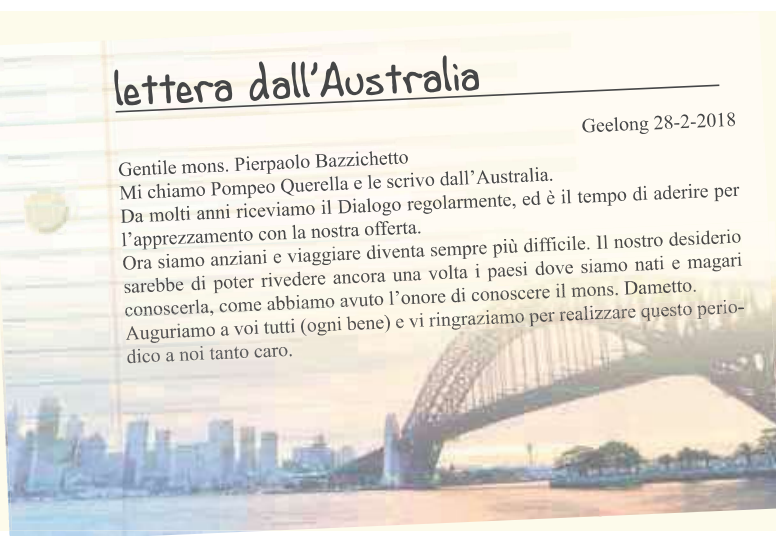 lettera dall'Australia
Geelong 28-2-2018
Gentile mons. Pierpaolo Bazzichetto
Mi chiamo Pompeo Querella e le scrivo dall'Australia.
Da molti anni riceviamo il Dialogo regolarmente, ed è il tempo di aderire per
l'apprezzamento con la nostra offerta.
Ora siamo anziani e viaggiare diventa sempre più difficile. Il nostro desiderio
sarebbe di poter rivedere ancora una volta i paesi dove siamo nati e magari
conoscerla, come abbiamo avuto l'onore di conoscere il mons. Dametto.
Auguriamo a voi tutti (ogni bene) e vi ringraziamo per realizzare questo perio-
dico a noi tanto caro.